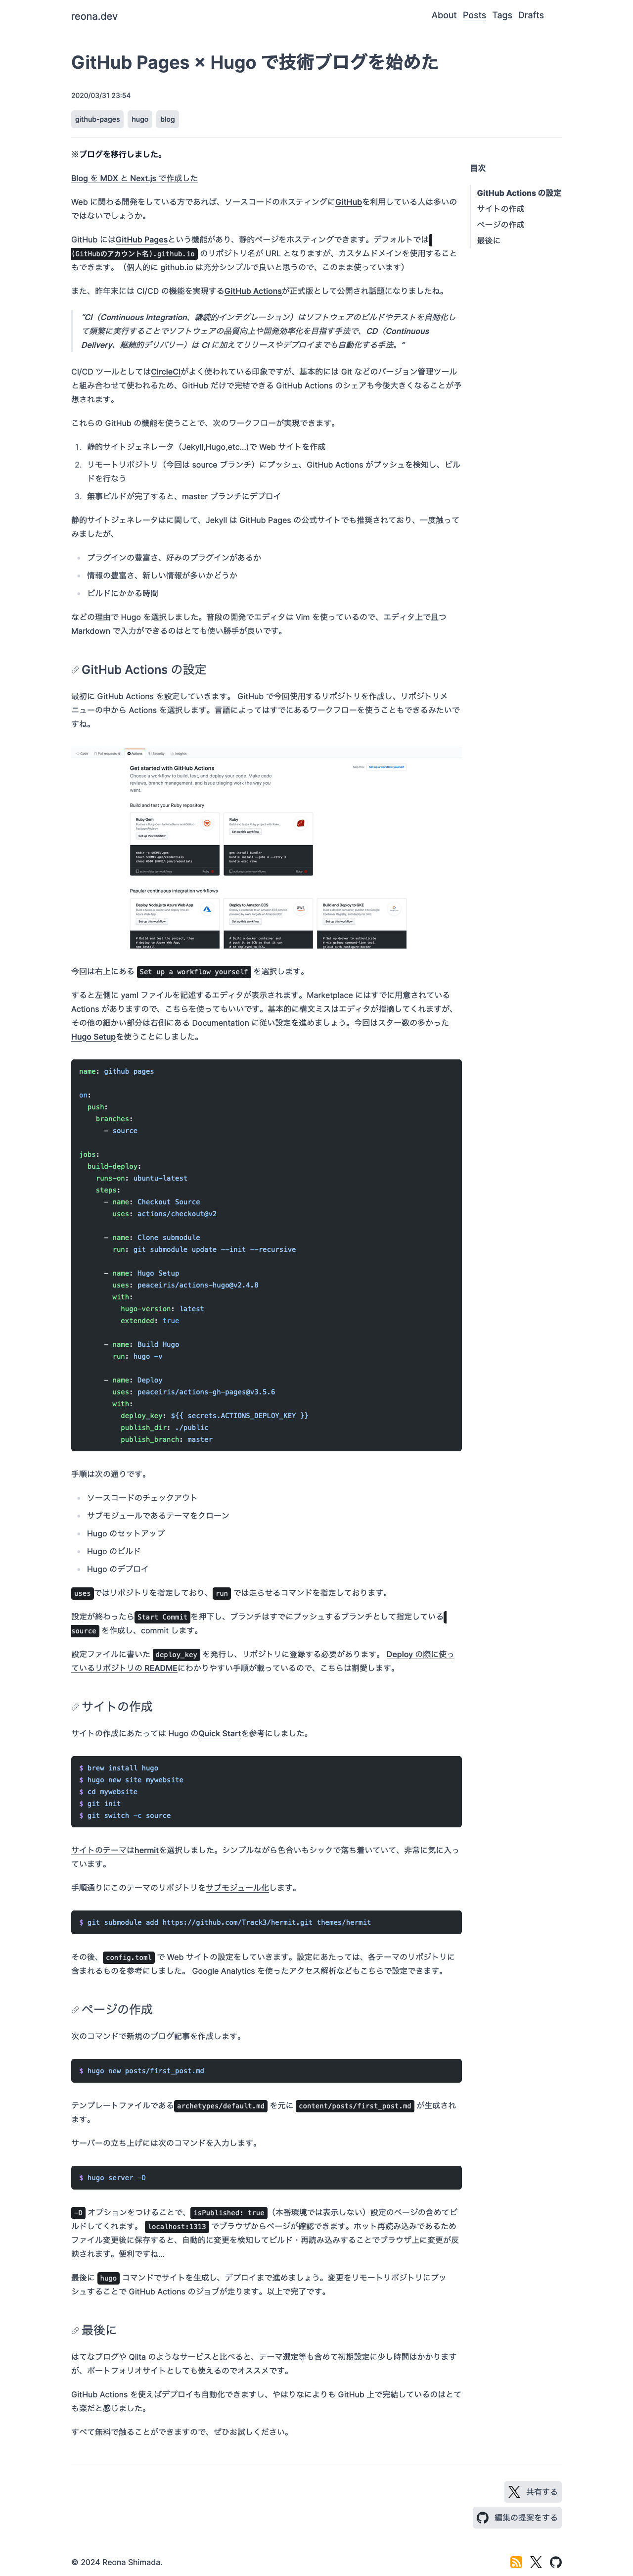 reona.dev
About Posts Tags Drafts
GitHub Pages × Hugo で技術ブログを始めた
2020/03/31 23:54
github-pages hugo blog
※ブログを移行しました。
Blog を MDX と Next.js で作成した
Web に関わる開発をしている方であれば、ソースコードのホスティングにGitHubを利用している人は多いの
ではないでしょうか。
GitHub にはGitHub Pagesという機能があり、静的ページをホスティングできます。デフォルトでは
(GitHubのアカウント名).github.io のリポジトリ名が URL となりますが、カスタムドメインを使用すること
もできます。（個人的に github.io は充分シンプルで良いと思うので、このまま使っています）
また、昨年末には CI/CD の機能を実現するGitHub Actionsが正式版として公開され話題になりましたね。
"CI（Continuous Integration、継続的インテグレーション）はソフトウェアのビルドやテストを自動化し
て頻繁に実行することでソフトウェアの品質向上や開発効率化を目指す手法で、CD（Continuous
Delivery、継続的デリバリー）は CI に加えてリリースやデプロイまでも自動化する手法。"
CI/CD ツールとしてはCircleCIがよく使われている印象ですが、基本的には Git などのバージョン管理ツール
と組み合わせて使われるため、GitHub だけで完結できる GitHub Actions のシェアも今後大きくなることが予
想されます。
これらの GitHub の機能を使うことで、次のワークフローが実現できます。
1. 静的サイトジェネレータ（Jekyll,Hugo,etc...)で Web サイトを作成
2. リモートリポジトリ（今回は source ブランチ）にプッシュ、GitHub Actions がプッシュを検知し、ビル
ドを行なう
3. 無事ビルドが完了すると、master ブランチにデプロイ
静的サイトジェネレータはに関して、Jekyll は GitHub Pages の公式サイトでも推奨されており、一度触って
みましたが、
プラグインの豊富さ、好みのプラグインがあるか
情報の豊富さ、新しい情報が多いかどうか
ビルドにかかる時間
などの理由で Hugo を選択しました。普段の開発でエディタは Vim を使っているので、エディタ上で且つ
Markdown で入力ができるのはとても使い勝手が良いです。
目次
GitHub Actions の設定
サイトの作成
ページの作成
最後に
GitHub Actions の設定
最初に GitHub Actions を設定していきます。 GitHub で今回使用するリポジトリを作成し、リポジトリメ
ニューの中から Actions を選択します。言語によってはすでにあるワークフローを使うこともできるみたいで
すね。
Code Pull requests Actions Security Insights
Get started with GitHub Actions
Choose a workflow to build, test, and deploy your code. Make code
reviews, branch management, and issue triaging work the way you
want.
Set up a workflow yourself
Build and test your Ruby repository
Ruby Gem
Set up this workflow
Ruby
Set up this workflow
Popular continuous integration workflows
Deploy Node.js to Azure Web App
Set up this workflow
Deploy to Amazon ECS
Set up this workflow
Build and Deploy to GKE
Set up this workflow
今回は右上にある Set up a workflow yourself を選択します。
すると左側に yaml ファイルを記述するエディタが表示されます。Marketplace にはすでに用意されている
Actions がありますので、こちらを使ってもいいです。基本的に構文ミスはエディタが指摘してくれますが、
その他の細かい部分は右側にある Documentation に従い設定を進めましょう。今回はスター数の多かった
Hugo Setupを使うことにしました。
name: github pages
on:
push:
branches:
- source
jobs:
build-deploy:
runs-on: ubuntu-latest
steps:
- name: Checkout Source
uses: actions/checkout@v2
- name: Clone submodule
run: git submodule update --init --recursive
- name: Hugo Setup
uses: peaceiris/actions-hugo@v2.4.8
with:
hugo-version: latest
extended: true
- name: Build Hugo
run: hugo -v
- name: Deploy
uses: peaceiris/actions-gh-pages@v3.5.6
with:
deploy_key: ${{ secrets.ACTIONS_DEPLOY_KEY }}
publish_dir: ./public
publish_branch: master
手順は次の通りです。
ソースコードのチェックアウト
サブモジュールであるテーマをクローン
Hugo のセットアップ
Hugo のビルド
Hugo のデプロイ
uses ではリポジトリを指定しており、 run では走らせるコマンドを指定しております。
設定が終わったら Start Commit を押下し、ブランチはすでにプッシュするブランチとして指定している
source を作成し、commit します。
設定ファイルに書いた deploy_key を発行し、リポジトリに登録する必要があります。 Deploy の際に使っ
ているリポジトリの READMEにわかりやすい手順が載っているので、こちらは割愛します。
サイトの作成
サイトの作成にあたっては Hugo のQuick Startを参考にしました。
$ brew install hugo
$ hugo new site mywebsite
$ cd mywebsite
$ git init
$ git switch -c source
サイトのテーマはhermitを選択しました。シンプルながら色合いもシックで落ち着いていて、非常に気に入っ
ています。
手順通りにこのテーマのリポジトリをサブモジュール化します。
$ git submodule add https://github.com/Track3/hermit.git themes/hermit
その後、 config.toml で Web サイトの設定をしていきます。設定にあたっては、各テーマのリポジトリに
含まれるものを参考にしました。 Google Analytics を使ったアクセス解析などもこちらで設定できます。
ページの作成
次のコマンドで新規のブログ記事を作成します。
$ hugo new posts/first_post.md
テンプレートファイルである archetypes/default.md を元に content/posts/first_post.md が生成され
ます。
サーバーの立ち上げには次のコマンドを入力します。
$ hugo server -D
-D オプションをつけることで、 isPublished: true （本番環境では表示しない）設定のページの含めてビ
ルドしてくれます。 localhost:1313 でブラウザからページが確認できます。ホット再読み込みであるため
ファイル変更後に保存すると、自動的に変更を検知してビルド・再読み込みすることでブラウザ上に変更が反
映されます。便利ですね...
最後に hugo コマンドでサイトを生成し、デプロイまで進めましょう。変更をリモートリポジトリにプッ
シュすることで GitHub Actions のジョブが走ります。以上で完了です。
最後に
はてなブログや Qiita のようなサービスと比べると、テーマ選定等も含めて初期設定に少し時間はかかります
が、ポートフォリオサイトとしても使えるのでオススメです。
GitHub Actions を使えばデプロイも自動化できますし、やはりなによりも GitHub 上で完結しているのはとて
も楽だと感じました。
すべて無料で触ることができますので、ぜひお試しください。
共有する
編集の提案をする
© 2024 Reona Shimada.